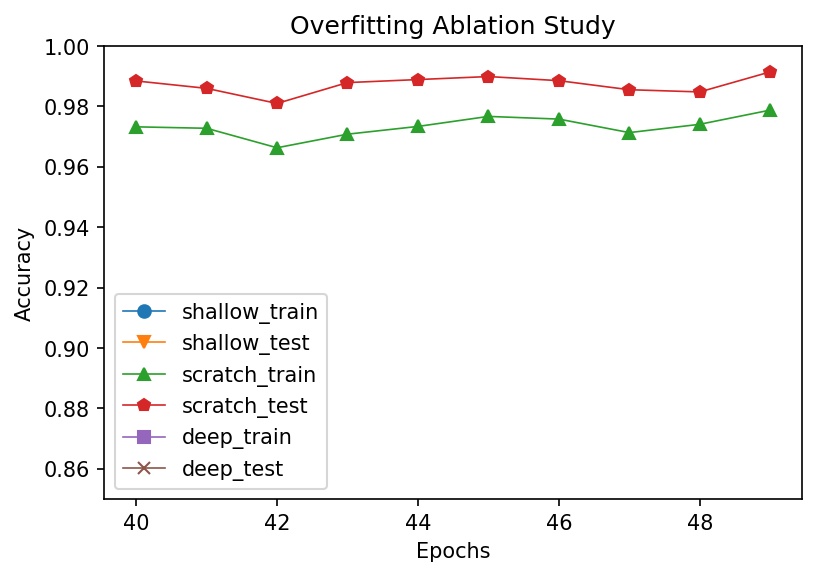 Overfitting Ablation Study
1.00
0.98
0.96
0.94
0.92
0.90
0.88
0.86
Accuracy
shallow_train
shallow_test
scratch_train
scratch_test
deep_train
deep_test
40 42 44 46 48
Epochs